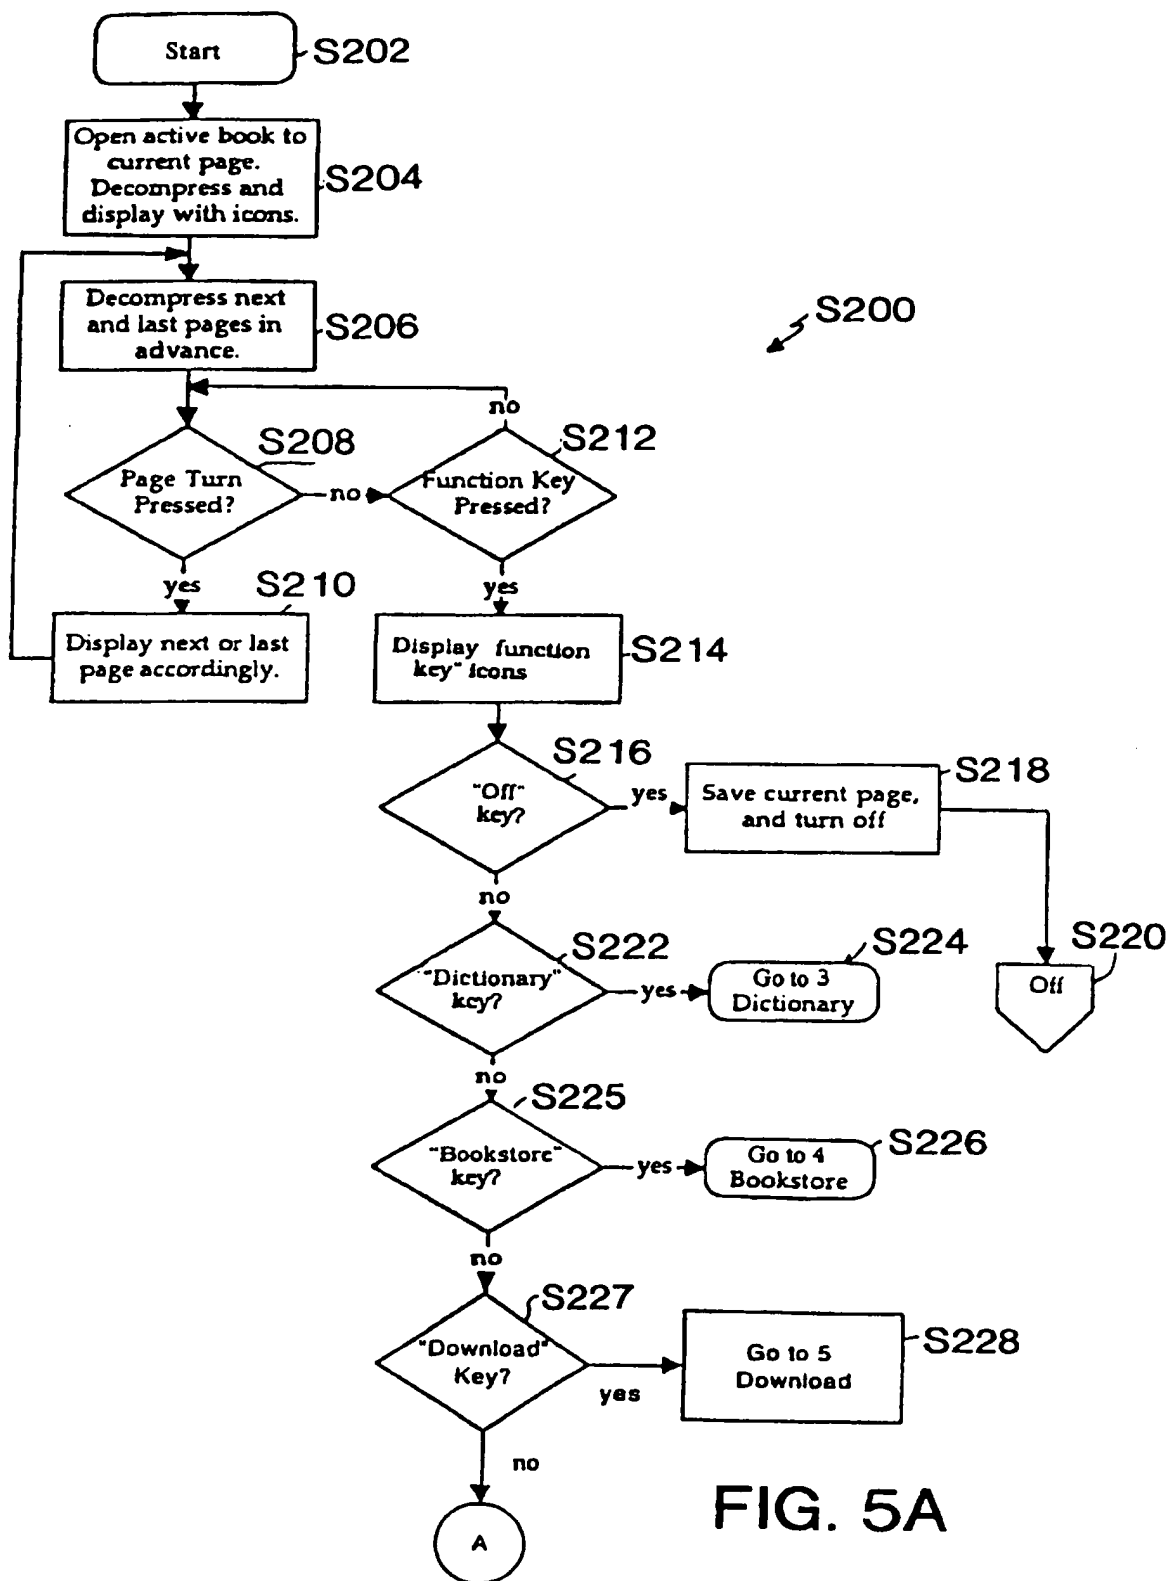 Start
S202
Open active book to
current page.
Decompress and
display with icons.
S204
Decompress next
and last pages in
advance.
S206
S200
no
S208
S212
Page Turn
Pressed?
no
Function Key
Pressed?
yes
S210
yes
Display next or last
page accordingly.
Display function
key" icons
S214
S216
"Off"
key?
yes
Save current page,
and turn off
S218
no
S222
"Dictionary"
key?
yes
Go to 3
Dictionary
S224
S220
Off
no
S225
"Bookstore"
key?
yes
Go to 4
Bookstore
S226
no
S227
"Download"
Key?
yes
Go to 5
Download
S228
no
A
FIG. 5A